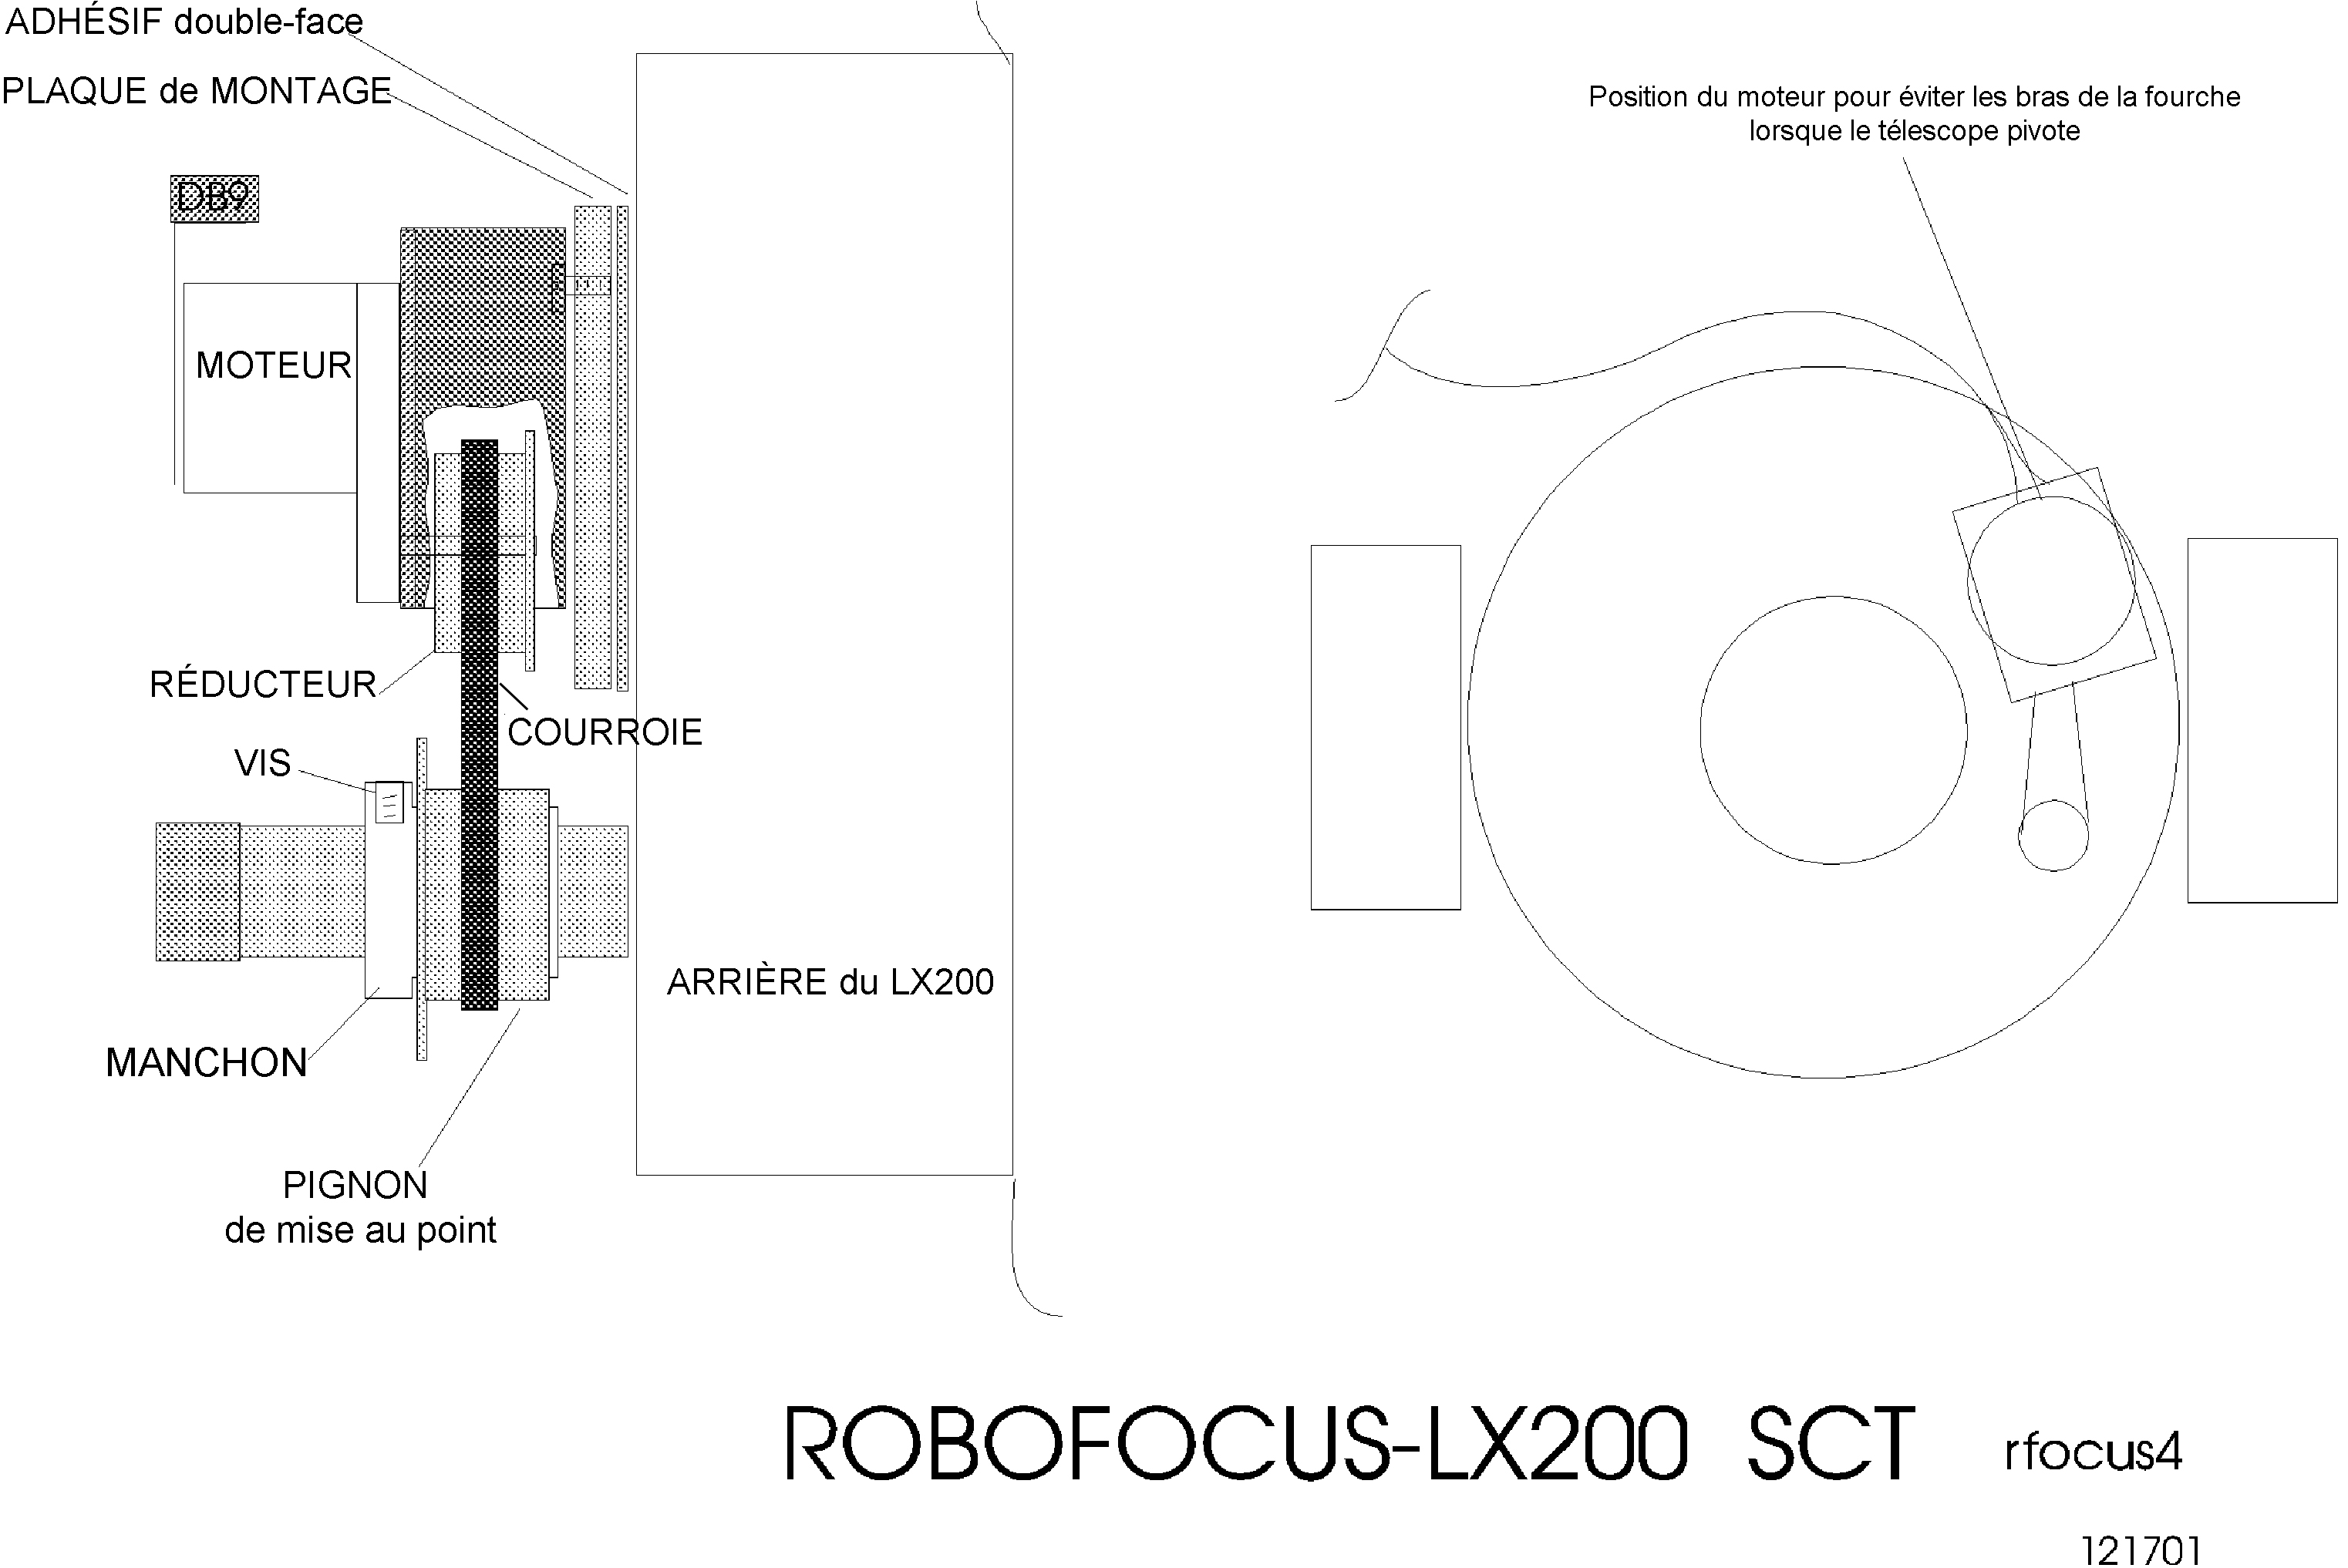 ADHÉSIF double-face
PLAQUE de MONTAGE
DB9
MOTEUR
RÉDUCTEUR
COURROIE
VIS
MANCHON
PIGNON
de mise au point
ARRIÈRE du LX200
Position du moteur pour éviter les bras de la fourche
lorsque le télescope pivote
ROBOFOCUS-LX200 SCT rfocus4
121701